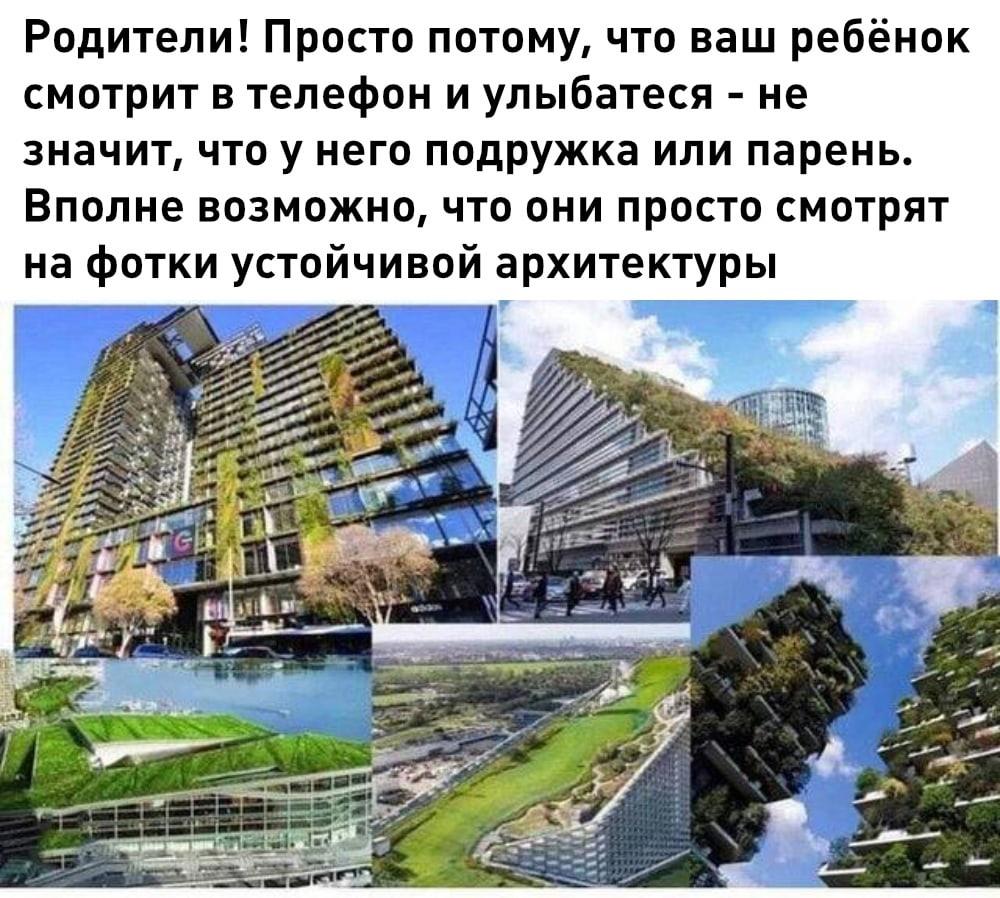 Родители! Просто потому, что ваш ребёнок
смотрит в телефон и улыбатеся - не
значит, что у него подружка или парень.
Вполне возможно, что они просто смотрят
на фотки устойчивой архитектуры